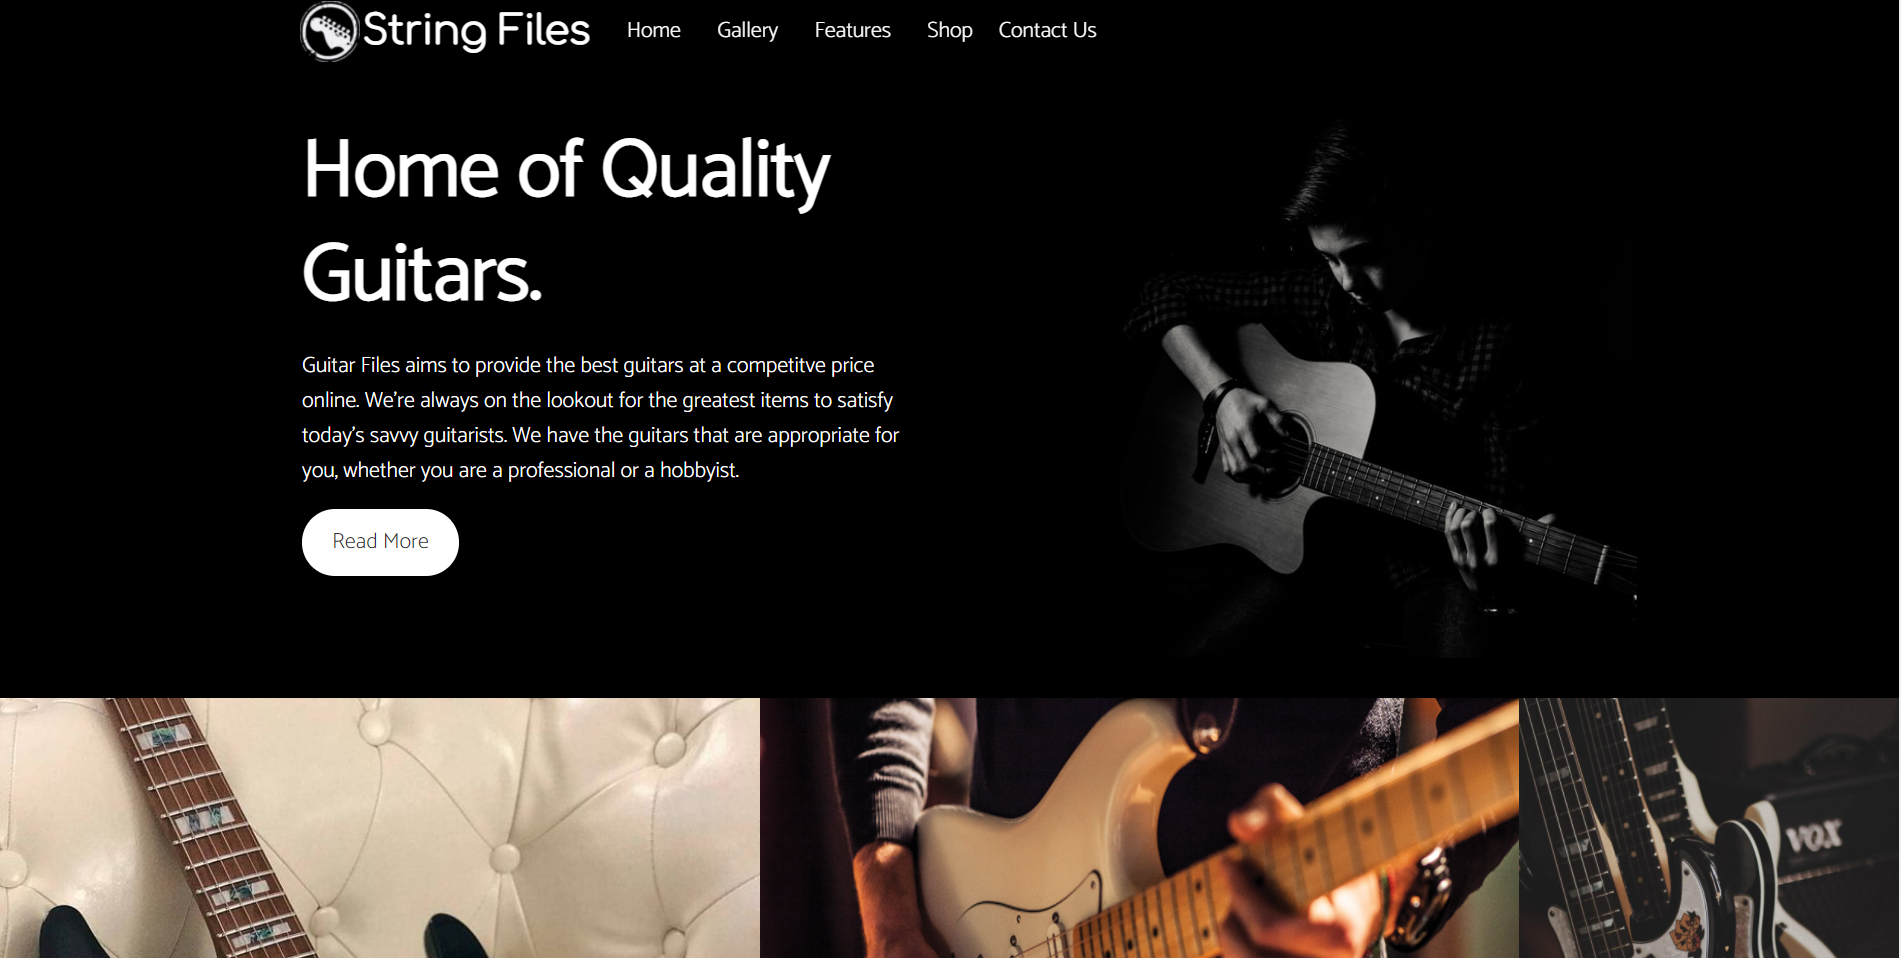 String Files Home Gallery Features Shop Contact Us
Home of Quality
Guitars.
Guitar Files aims to provide the best guitars at a competitve price
online. We're always on the lookout for the greatest items to satisfy
today's savvy guitarists. We have the guitars that are appropriate for
you, whether you are a professional or a hobbyist.
Read More
VOX